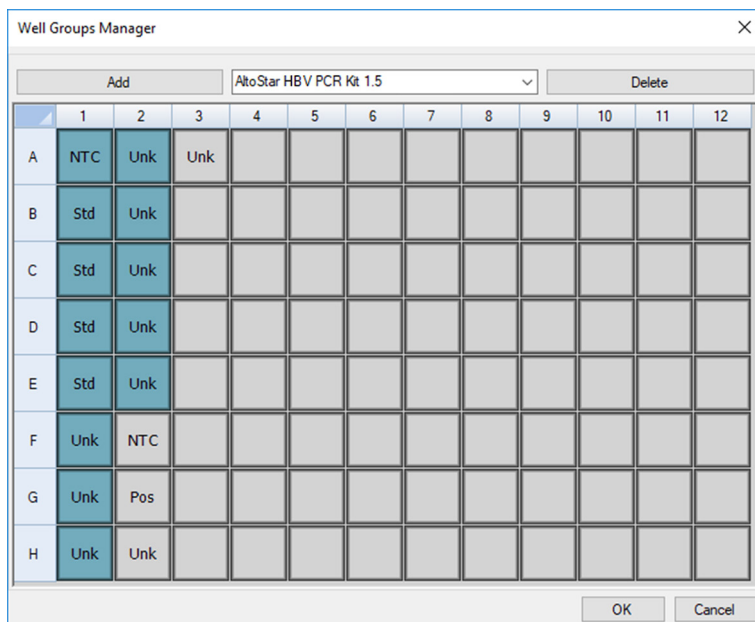 Well Groups Manager
Add AltoStar HBV PCR Kit 1.5 Delete
1 2 3 4 5 6 7 8 9 10 11 12
A NTC Unk Unk
B Std Unk
C Std Unk
D Std Unk
E Std Unk
F Unk NTC
G Unk Pos
H Unk Unk
OK Cancel